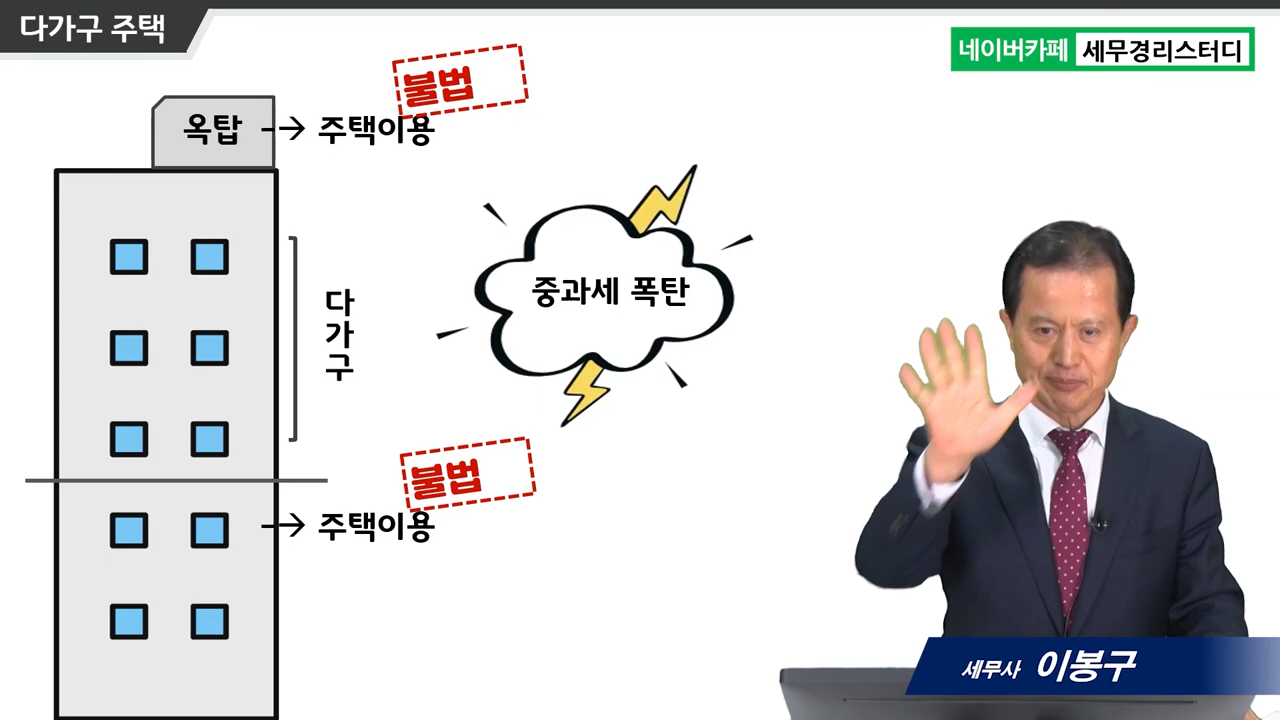 다가구 주택
네이버카페 세무경리스터디
불법
옥탑 → 주택이용
중과세 폭탄
다
가
구
불법
→ 주택이용
세무사 이봉구